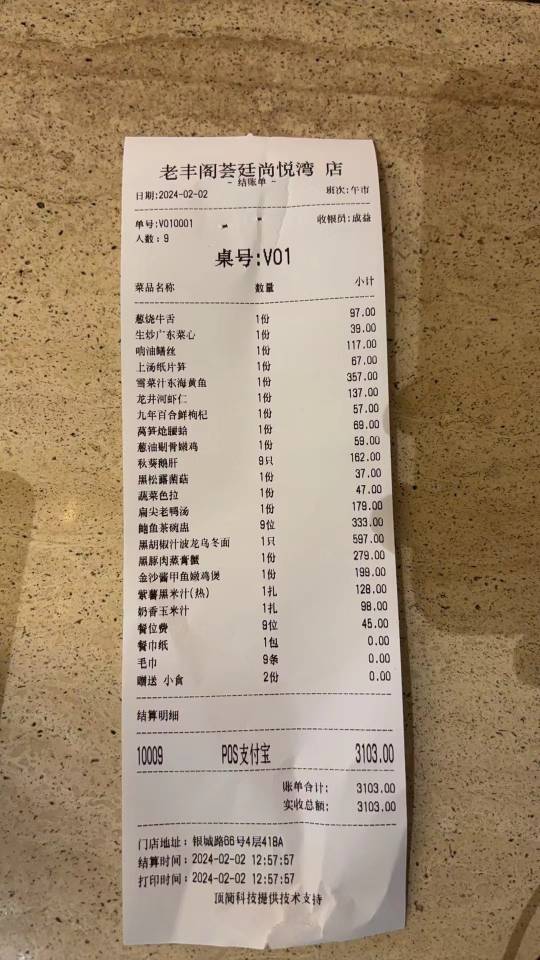 老丰阁荟廷尚悦湾 店
- 结账单 -
日期:2024-02-02 班次:午市
单号:V010001 收银员:成益
人数: 9
桌号:V01
菜品名称 数量 小计
葱烧牛舌 1份 97.00
生炒广东菜心 1份 39.00
响油鳝丝 1份 117.00
上汤纸片笋 1份 67.00
雪菜汁东海黄鱼 1份 357.00
龙井河虾仁 1份 137.00
九年百合鲜枸杞 1份 57.00
莴笋炝 蛤 1份 69.00
葱油剔骨嫩鸡 1份 59.00
秋葵鹅肝 9只 162.00
黑松露菌菇 1份 37.00
蔬菜色拉 1份 47.00
扁尖老鸭汤 1份 179.00
鲍鱼茶碗蒸 9位 333.00
黑胡椒汁波龙乌冬面 1只 597.00
黑豚肉蒸膏蟹 1份 279.00
金沙酱甲鱼嫩鸡煲 1份 199.00
紫薯黑米汁(热) 1扎 128.00
奶香玉米汁 1扎 98.00
餐位费 9位 45.00
餐巾纸 1包 0.00
毛巾 9条 0.00
赠送 小食 2份 0.00
结算明细
10009 POS支付宝 3103.00
账单合计: 3103.00
实收总额: 3103.00
门店地址: 银城路66号4层418A
结算时间: 2024-02-02 12:57:57
打印时间: 2024-02-02 12:57:57
顶简科技提供技术支持